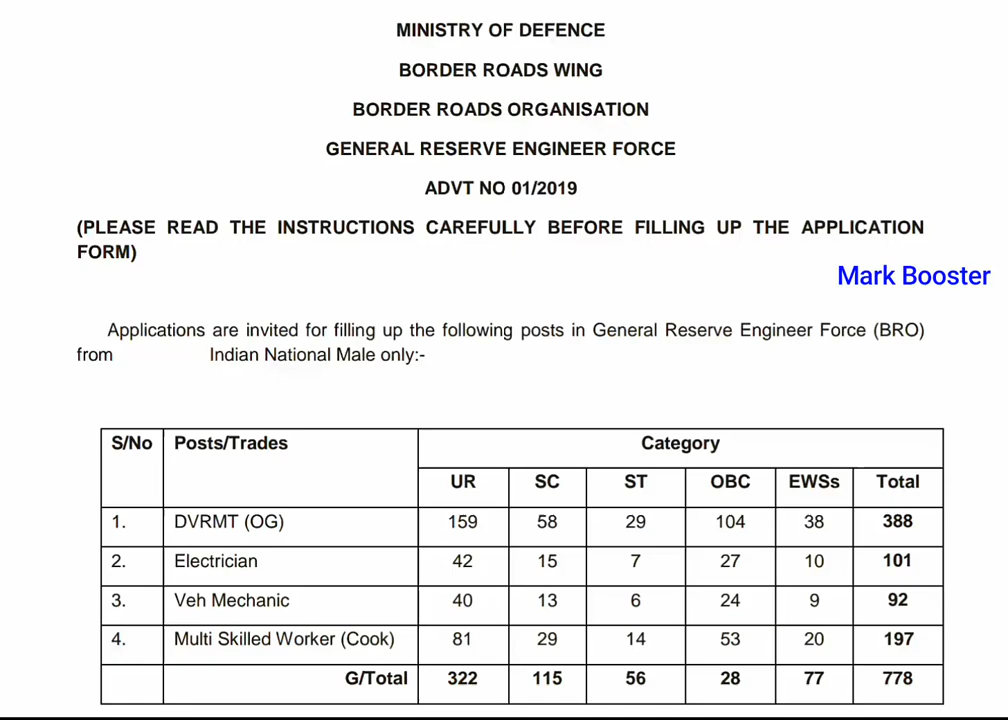 MINISTRY OF DEFENCE
BORDER ROADS WING
BORDER ROADS ORGANISATION
GENERAL RESERVE ENGINEER FORCE
ADVT NO 01/2019
(PLEASE READ THE INSTRUCTIONS CAREFULLY BEFORE FILLING UP THE APPLICATION
FORM)
Mark Booster
Applications are invited for filling up the following posts in General Reserve Engineer Force (BRO)
from Indian National Male only:-
S/No Posts/Trades Category
UR SC ST OBC EWSs Total
1. DVRMT (OG) 159 58 29 104 38 388
2. Electrician 42 15 7 27 10 101
3. Veh Mechanic 40 13 6 24 9 92
4. Multi Skilled Worker (Cook) 81 29 14 53 20 197
G/Total 322 115 56 28 77 778